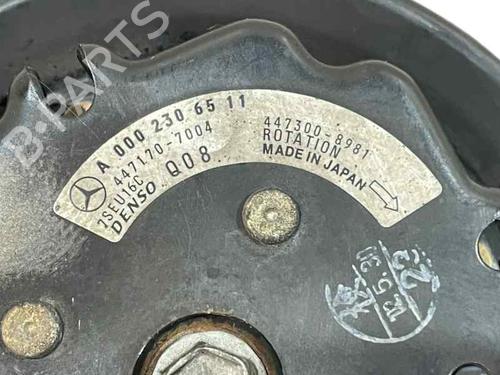 A 000 230 65 11
447170-7004
7SEU16C
DENSO
Q08
447300-8981
ROTATION
MADE IN JAPAN
B-PARTS